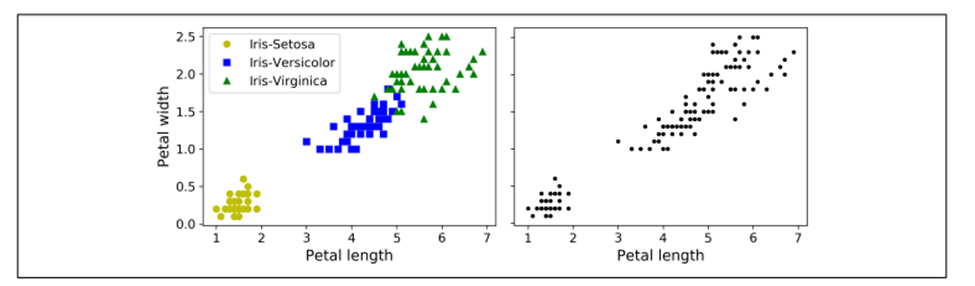 2.5
2.0
1.5
1.0
0.5
0.0
Petal width
Iris-Setosa
Iris-Versicolor
Iris-Virginica
1 2 3 4 5 6 7
Petal length
1 2 3 4 5 6 7
Petal length